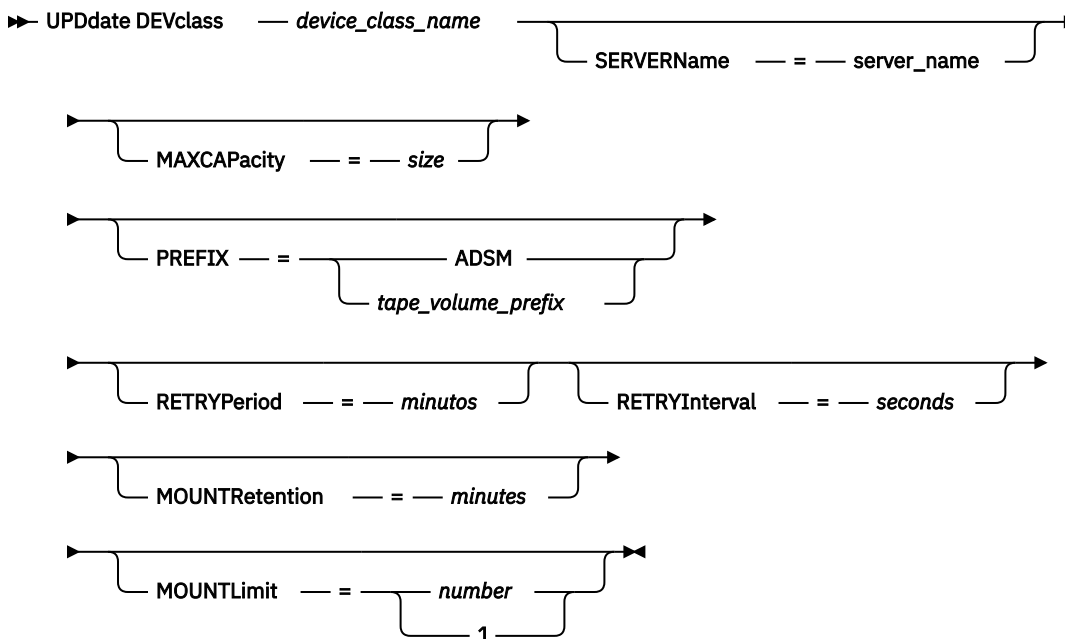 UPDdate DEVclass device_class_name
SERVERName = server_name
MAXCAPacity = size
PREFIX = ADSM
tape_volume_prefix
RETRYPeriod = minutos RETRYInterval = seconds
MOUNTRetention = minutes
MOUNTLimit = number
1